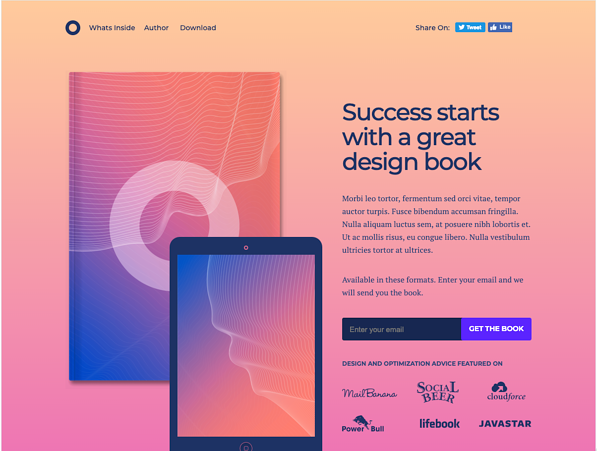 Whats Inside Author Download Share On: Tweet Like
Success starts
with a great
design book
Morbi leo tortor, fermentum sed orci vitae, tempor
auctor turpis. Fusce bibendum accumsan fringilla.
Nulla aliquam luctus sem, at posuere nibh lobortis et.
Ut ac mollis risus, eu congue libero. Nulla vestibulum
ultricies tortor at ultrices.
Available in these formats. Enter your email and we
will send you the book.
Enter your email GET THE BOOK
DESIGN AND OPTIMIZATION ADVICE FEATURED ON
MailBanana SOCIAL BEER cloudforce
Power Bull lifebook JAVASTAR